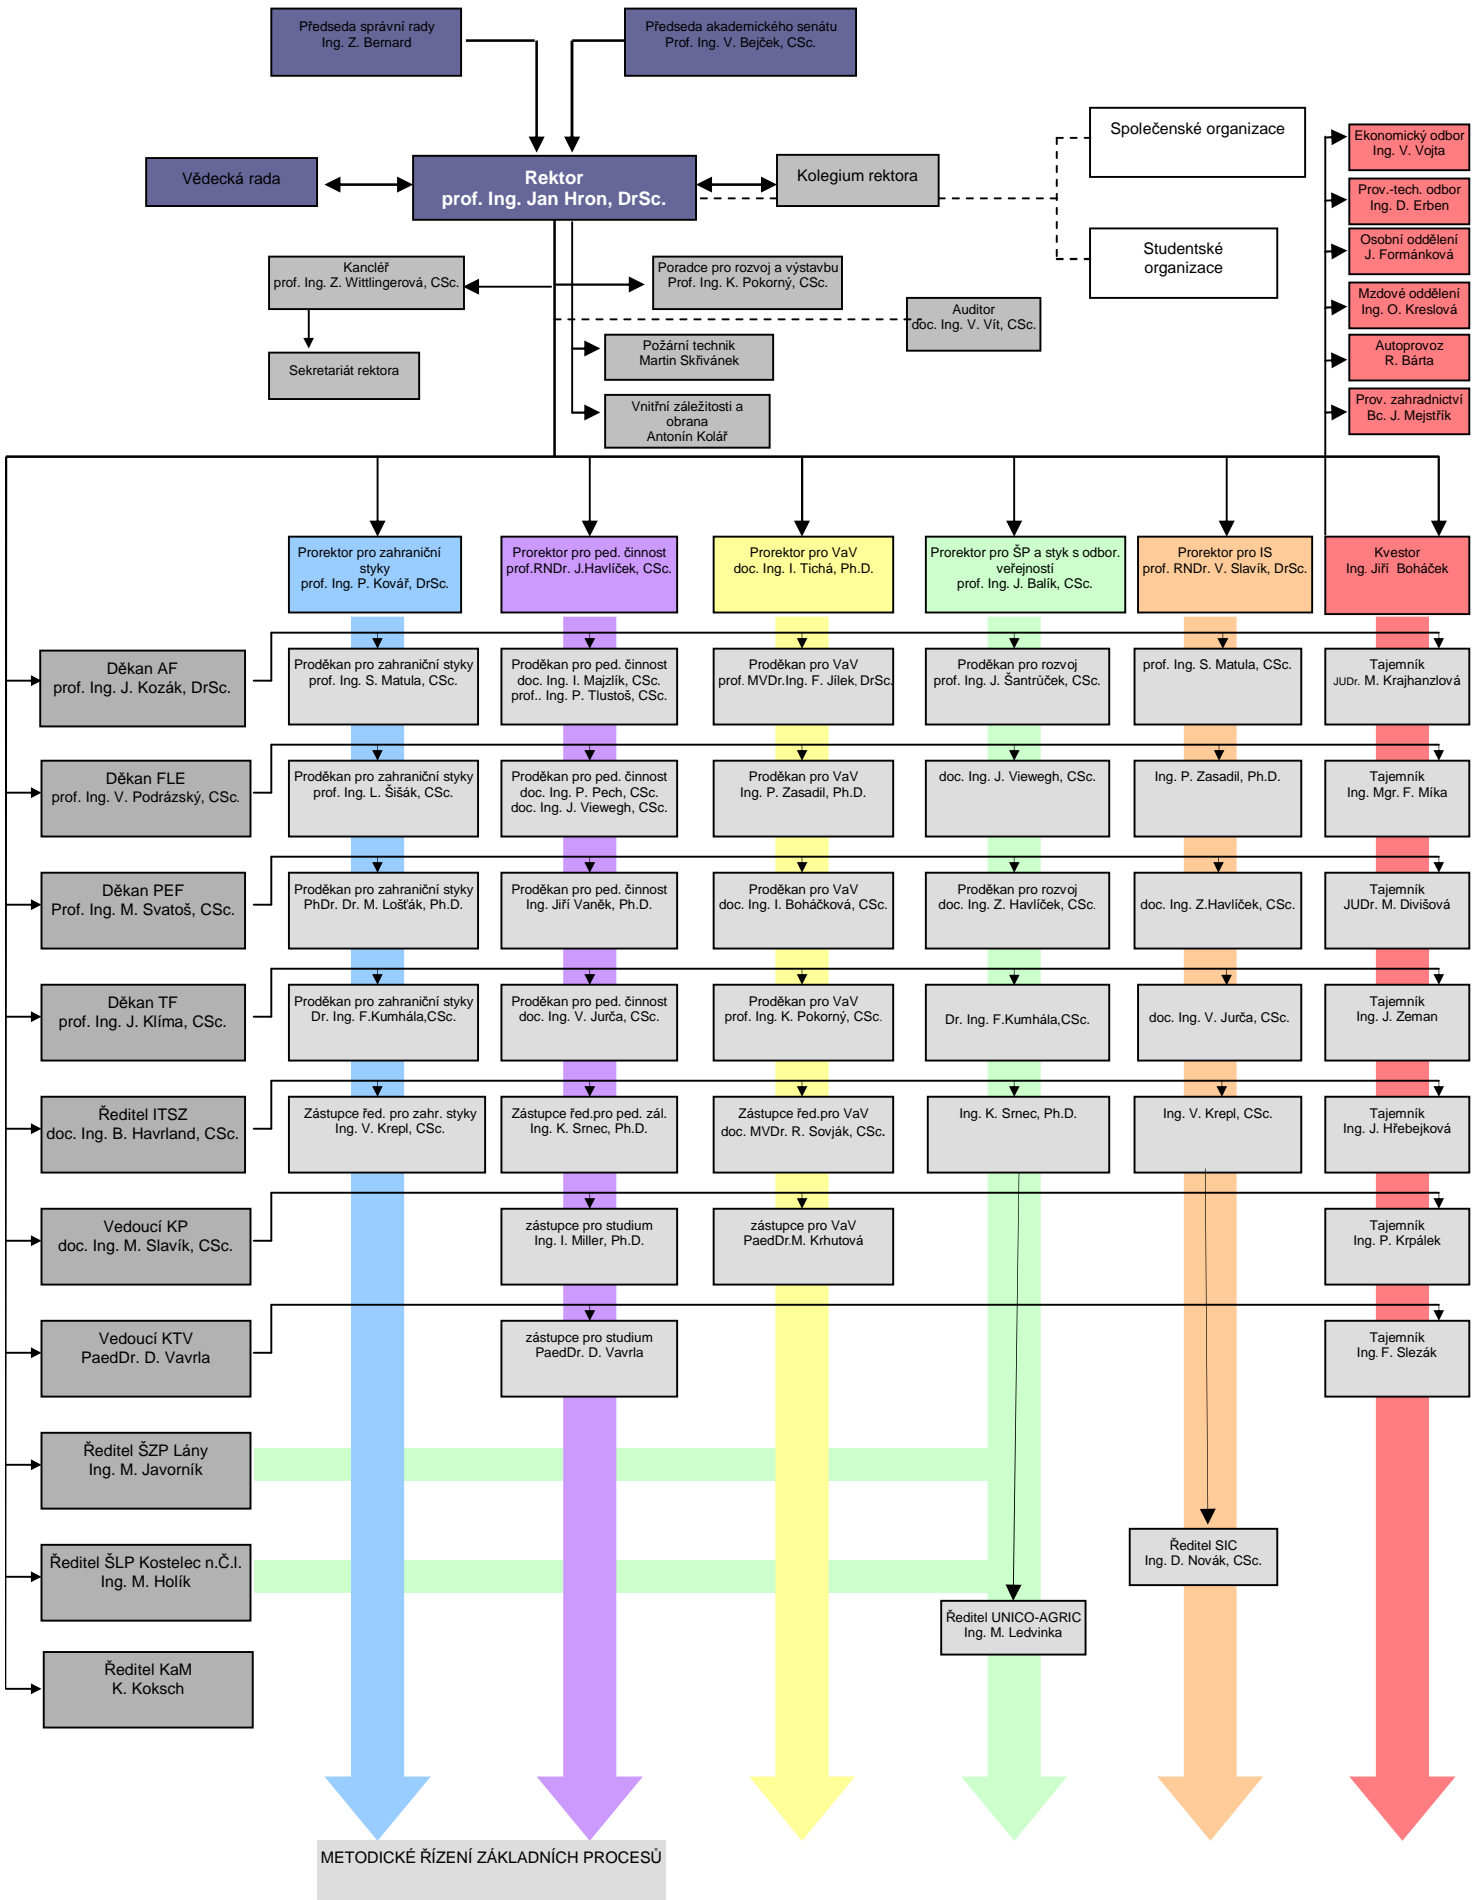 Předseda správní rady
Ing. Z. Bernard
Předseda akademického senátu
Prof. Ing. V. Bejček, CSc.
Vědecká rada
Rektor
prof. Ing. Jan Hron, DrSc.
Kolegium rektora
Společenské organizace
Studentské
organizace
Ekonomický odbor
Ing. V. Vojta
Prov.-tech. odbor
Ing. D. Erben
Osobní oddělení
J. Formánková
Mzdové oddělení
Ing. O. Kreslová
Autoprovoz
R. Bárta
Prov. zahradnictví
Bc. J. Mejstřík
Kancléř
prof. Ing. Z. Wittlingerová, CSc.
Poradce pro rozvoj a výstavbu
Prof. Ing. K. Pokorný, CSc.
Auditor
doc. Ing. V. Vít, CSc.
Sekretariát rektora
Požární technik
Martin Skřivánek
Vnitřní záležitosti a
obrana
Antonín Kolář
Prorektor pro zahraniční
styky
prof. Ing. P. Kovář, DrSc.
Prorektor pro ped. činnost
prof.RNDr. J.Havlíček, CSc.
Prorektor pro VaV
doc. Ing. I. Tichá, Ph.D.
Prorektor pro ŠP a styk s odbor.
veřejností
prof. Ing. J. Balík, CSc.
Prorektor pro IS
prof. RNDr. V. Slavík, DrSc.
Kvestor
Ing. Jiří Boháček
Děkan AF
prof. Ing. J. Kozák, DrSc.
Proděkan pro zahraniční styky
prof. Ing. S. Matula, CSc.
Proděkan pro ped. činnost
doc. Ing. I. Majzlík, CSc.
prof.. Ing. P. Tlustoš, CSc.
Proděkan pro VaV
prof. MVDr.Ing. F. Jílek, DrSc.
Proděkan pro rozvoj
prof. Ing. J. Šantrůček, CSc.
prof. Ing. S. Matula, CSc.
Tajemník
JUDr. M. Krajhanzlová
Děkan FLE
prof. Ing. V. Podrázský, CSc.
Proděkan pro zahraniční styky
prof. Ing. L. Šišák, CSc.
Proděkan pro ped. činnost
doc. Ing. P. Pech, CSc.
doc. Ing. J. Viewegh, CSc.
Proděkan pro VaV
Ing. P. Zasadil, Ph.D.
doc. Ing. J. Viewegh, CSc.
Ing. P. Zasadil, Ph.D.
Tajemník
Ing. Mgr. F. Míka
Děkan PEF
Prof. Ing. M. Svatoš, CSc.
Proděkan pro zahraniční styky
PhDr. Dr. M. Lošťák, Ph.D.
Proděkan pro ped. činnost
Ing. Jiří Vaněk, Ph.D.
Proděkan pro VaV
doc. Ing. I. Boháčková, CSc.
Proděkan pro rozvoj
doc. Ing. Z. Havlíček, CSc.
doc. Ing. Z.Havlíček, CSc.
Tajemník
JUDr. M. Divišová
Děkan TF
prof. Ing. J. Klíma, CSc.
Proděkan pro zahraniční styky
Dr. Ing. F.Kumhála,CSc.
Proděkan pro ped. činnost
doc. Ing. V. Jurča, CSc.
Proděkan pro VaV
prof. Ing. K. Pokorný, CSc.
Dr. Ing. F.Kumhála,CSc.
doc. Ing. V. Jurča, CSc.
Tajemník
Ing. J. Zeman
Ředitel ITSZ
doc. Ing. B. Havrland, CSc.
Zástupce řed. pro zahr. styky
Ing. V. Krepl, CSc.
Zástupce řed.pro ped. zál.
Ing. K. Srnec, Ph.D.
Zástupce řed.pro VaV
doc. MVDr. R. Sovják, CSc.
Ing. K. Srnec, Ph.D.
Ing. V. Krepl, CSc.
Tajemník
Ing. J. Hřebejková
Vedoucí KP
doc. Ing. M. Slavík, CSc.
zástupce pro studium
Ing. I. Miller, Ph.D.
zástupce pro VaV
PaedDr.M. Krhutová
Tajemník
Ing. P. Krpálek
Vedoucí KTV
PaedDr. D. Vavrla
zástupce pro studium
PaedDr. D. Vavrla
Tajemník
Ing. F. Slezák
Ředitel ŠZP Lány
Ing. M. Javorník
Ředitel ŠLP Kostelec n.Č.l.
Ing. M. Holík
Ředitel SIC
Ing. D. Novák, CSc.
Ředitel UNICO-AGRIC
Ing. M. Ledvinka
Ředitel KaM
K. Koksch
METODICKÉ ŘÍZENÍ ZÁKLADNÍCH PROCESŮ